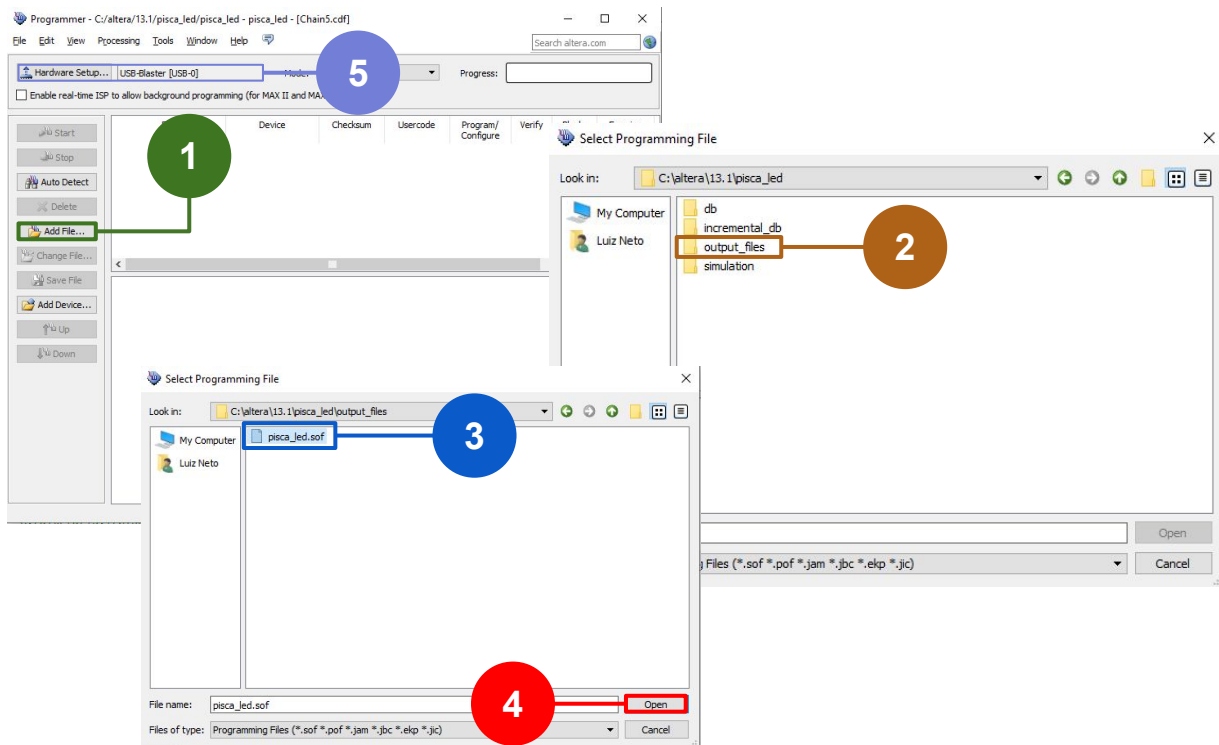 Programmer - C:/altera/13.1/pisca_led/pisca_led - pisca_led - [Chain5.cdf]
File Edit View Processing Tools Window Help
Search altera.com
Hardware Setup... USB-Blaster [USB-0]
5
Progress:
Enable real-time ISP to allow background programming (for MAX II and
Start
Stop
Auto Detect
Delete
Add File...
Change File...
Save File
Add Device...
Up
Down
1
Device Checksum Usercode Program/ Verify
Configure
Select Programming File
Look in: C:\altera\13.1\pisca_led
My Computer
Luiz Neto
db
incremental_db
output_files
simulation
2
Open
Files (*.sof *.pof *.jam *.jbc *.ekp *.jic)
Cancel
Select Programming File
Look in: C:\altera\13.1\pisca_led\output_files
My Computer
Luiz Neto
pisca_led.sof
3
4
File name: pisca_led.sof
Open
Files of type: Programming Files (*.sof *.pof *.jam *.jbc *.ekp *.jic)
Cancel